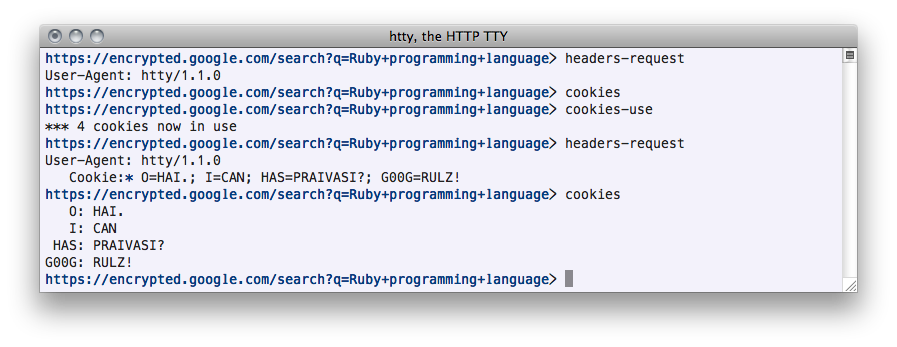 htty, the HTTP TTY
https://encrypted.google.com/search?q=Ruby+programming+language> headers-request
User-Agent: htty/1.1.0
https://encrypted.google.com/search?q=Ruby+programming+language> cookies
https://encrypted.google.com/search?q=Ruby+programming+language> cookies-use
*** 4 cookies now in use
https://encrypted.google.com/search?q=Ruby+programming+language> headers-request
User-Agent: htty/1.1.0
   Cookie:* O=HAI.; I=CAN; HAS=PRAIVASI?; G00G=RULZ!
https://encrypted.google.com/search?q=Ruby+programming+language> cookies
   O: HAI.
   I: CAN
 HAS: PRAIVASI?
G00G: RULZ!
https://encrypted.google.com/search?q=Ruby+programming+language>